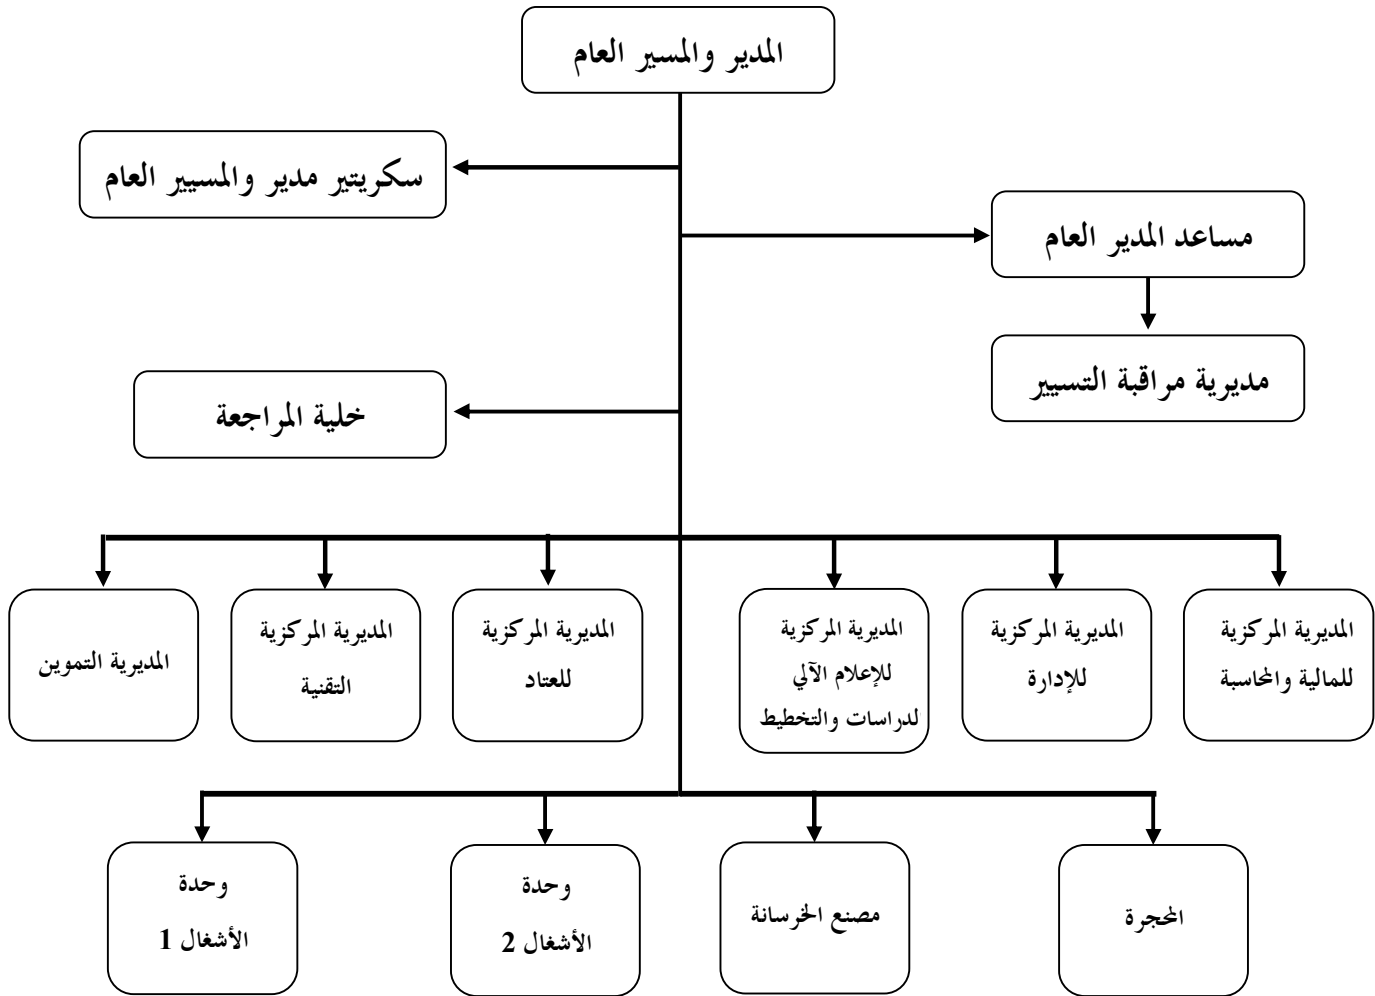 المدير والمسير العام
سكريتير مدير والمسيير العام
مساعد المدير العام
مديرية مراقبة التسيير
خلية المراجعة
المديرية المركزية
للمالية والمحاسبة
المديرية المركزية
للإدارة
المديرية المركزية
للإعلام الآلي
لدراسات والتخطيط
المديرية المركزية
للعتاد
المديرية المركزية
التقنية
المديرية التموين
المحجرة
مصنع الخرسانة
وحدة
الأشغال 2
وحدة
الأشغال 1